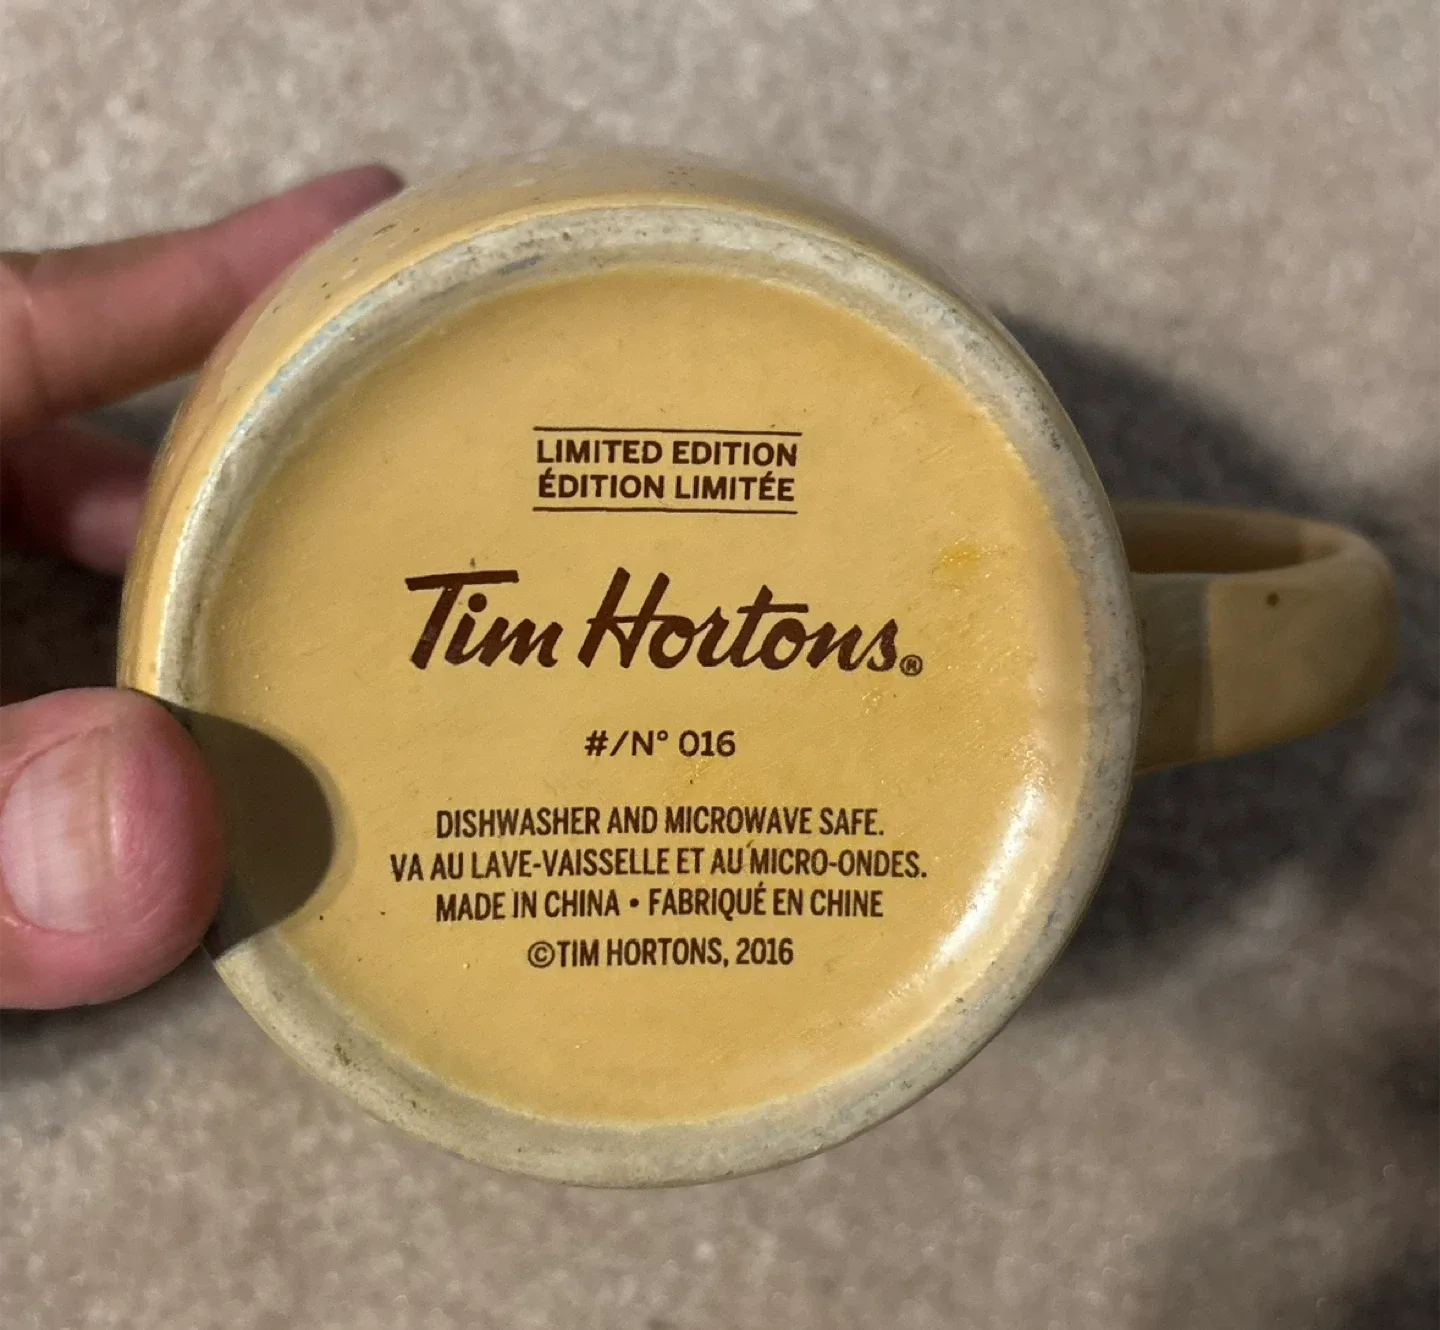 LIMITED EDITION
ÉDITION LIMITÉE
Tim Hortons®
#/N° 016
DISHWASHER AND MICROWAVE SAFE.
VA AU LAVE-VAISSELLE ET AU MICRO-ONDES.
MADE IN CHINA • FABRIQUÉ EN CHINE
©TIM HORTONS, 2016